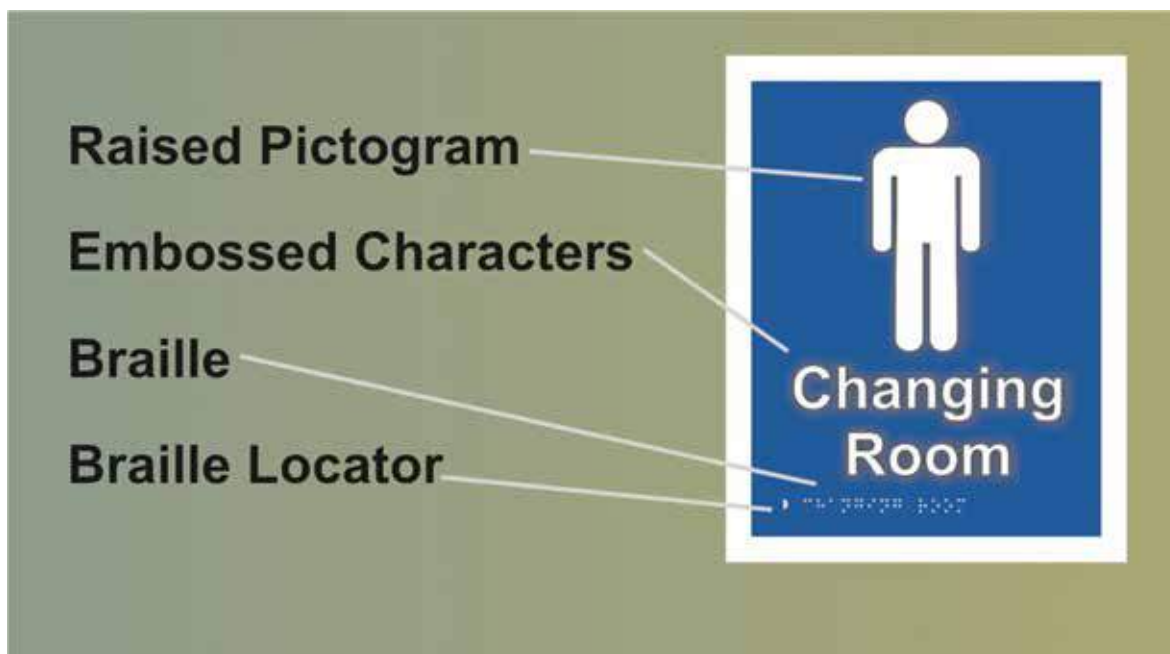 Raised Pictogram
Embossed Characters
Braille
Braille Locator
Changing
Room
⠉⠓⠁⠝⠛⠊⠝⠛ ⠗⠕⠕⠍